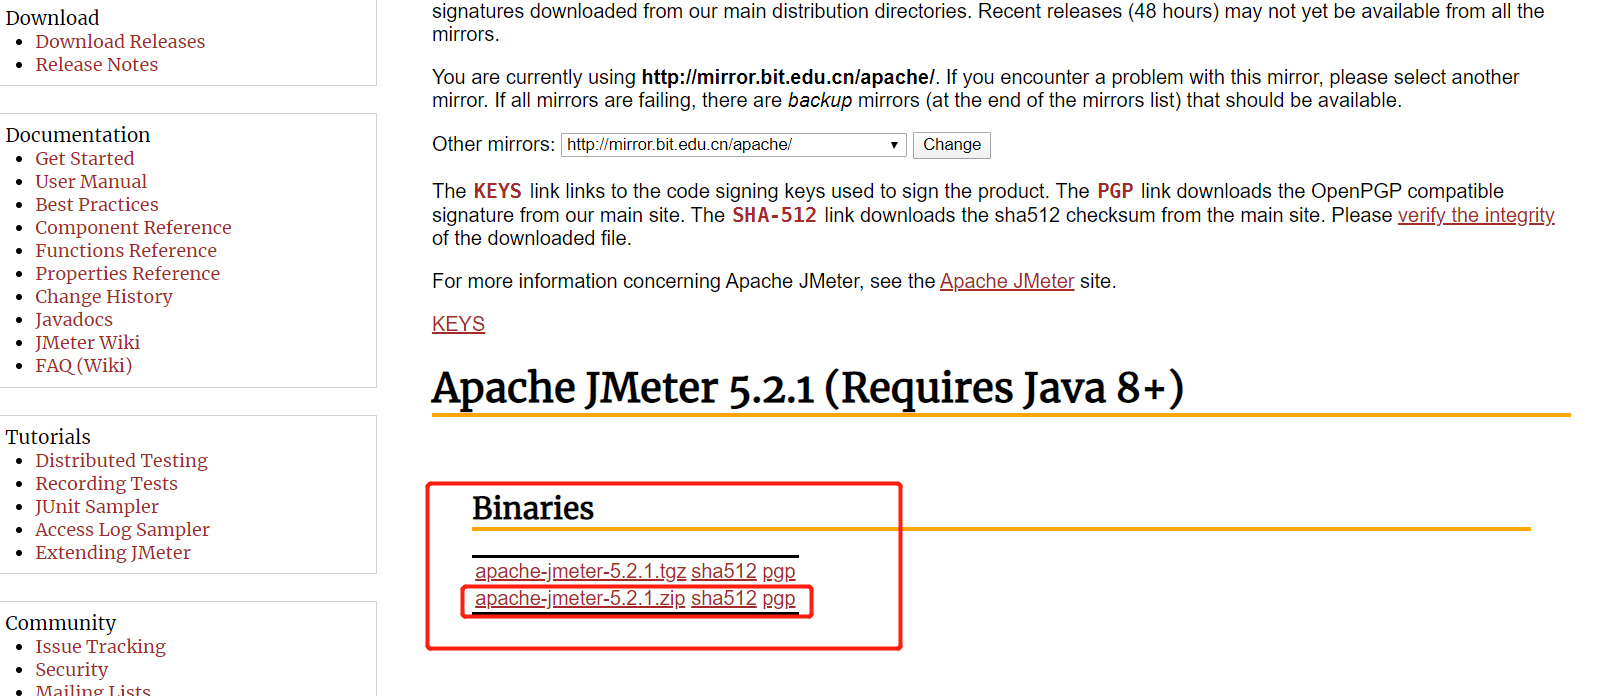 Download
Download Releases
Release Notes
Documentation
Get Started
User Manual
Best Practices
Component Reference
Functions Reference
Properties Reference
Change History
Javadocs
JMeter Wiki
FAQ (Wiki)
Tutorials
Distributed Testing
Recording Tests
JUnit Sampler
Access Log Sampler
Extending JMeter
Community
Issue Tracking
Security
Mailing Lists
signatures downloaded from our main distribution directories. Recent releases (48 hours) may not yet be available from all the
mirrors.
You are currently using http://mirror.bit.edu.cn/apache/. If you encounter a problem with this mirror, please select another
mirror. If all mirrors are failing, there are backup mirrors (at the end of the mirrors list) that should be available.
Other mirrors: http://mirror.bit.edu.cn/apache/ Change
The KEYS link links to the code signing keys used to sign the product. The PGP link downloads the OpenPGP compatible
signature from our main site. The SHA-512 link downloads the sha512 checksum from the main site. Please verify the integrity
of the downloaded file.
For more information concerning Apache JMeter, see the Apache JMeter site.
KEYS
Apache JMeter 5.2.1 (Requires Java 8+)
Binaries
apache-jmeter-5.2.1.tgz sha512 pgp
apache-jmeter-5.2.1.zip sha512 pgp